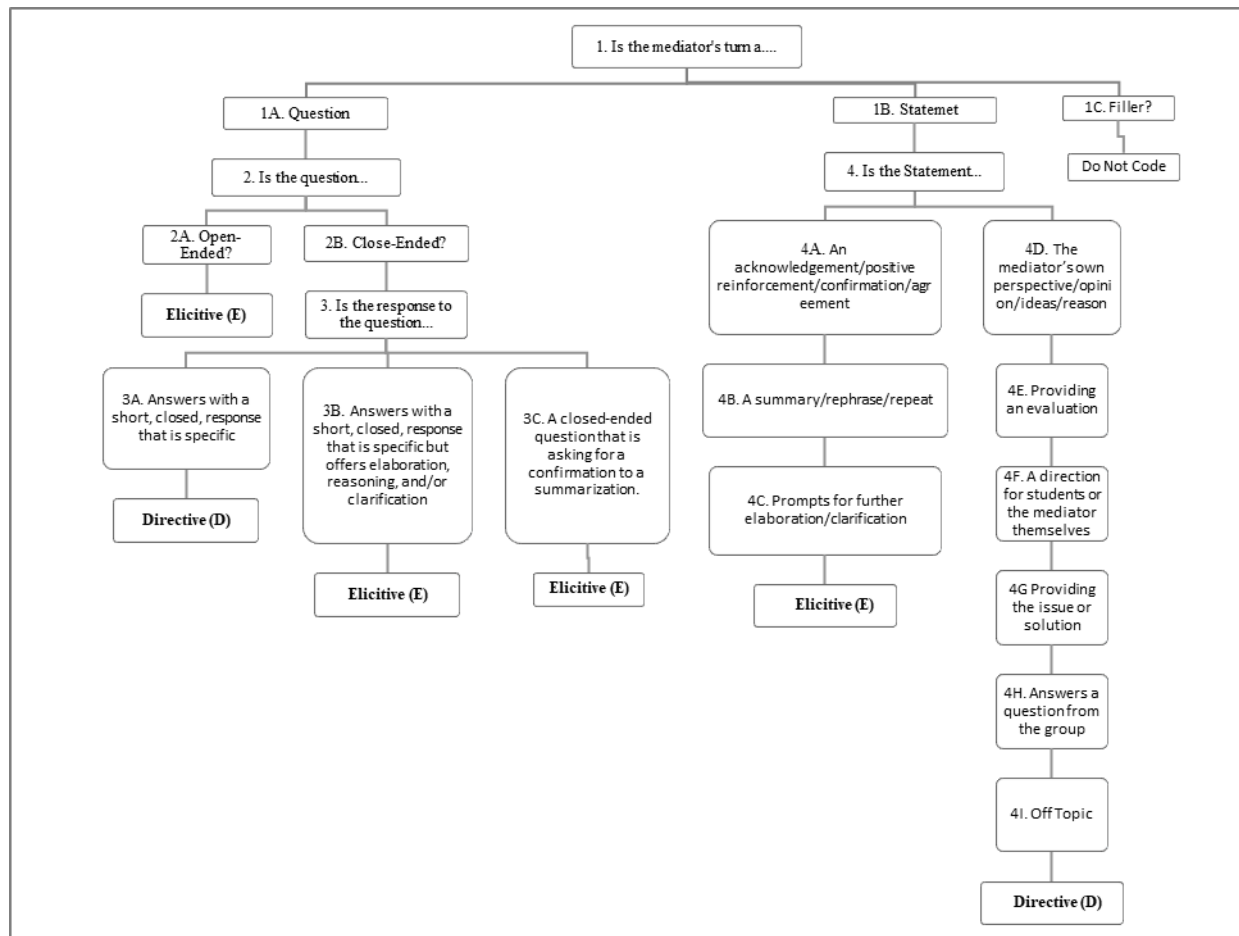 1. Is the mediator's turn a....
1A. Question
1B. Statemet
1C. Filler?
2. Is the question...
4. Is the Statement...
Do Not Code
2A. Open-
Ended?
2B. Close-Ended?
4A. An
acknowledgement/positive
reinforcement/confirmation/agr
eement
4D. The
mediator's own
perspective/opini
on/ideas/reason
Elicitive (E)
3. Is the response to
the question...
3A. Answers with a
short, closed, response
that is specific
3B. Answers with a
short, closed, response
that is specific but
offers elaboration,
reasoning, and/or
clarification
3C. A closed-ended
question that is
asking for a
confirmation to a
summarization.
4B. A summary/rephrase/repeat
4E. Providing
an evaluation
Directive (D)
4C. Prompts for further
elaboration/clarification
4F. A direction
for students or
the mediator
themselves
Elicitive (E)
Elicitive (E)
Elicitive (E)
4G Providing
the issue or
solution
4H. Answers a
question from
the group
4I. Off Topic
Directive (D)